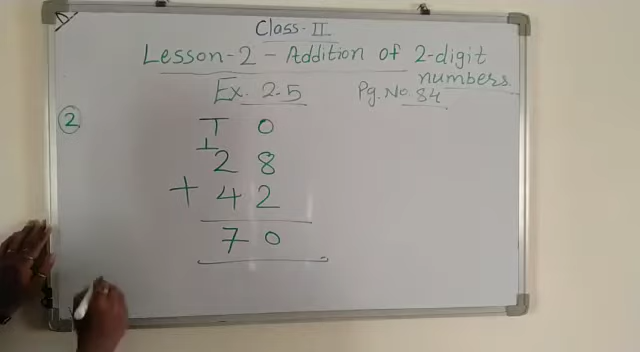 Class-II
Lesson-2 - Addition of 2-digit
numbers.
Ex. 2.5 Pg. No. 84
2
T O
1
2 8
+ 4 2
7 0